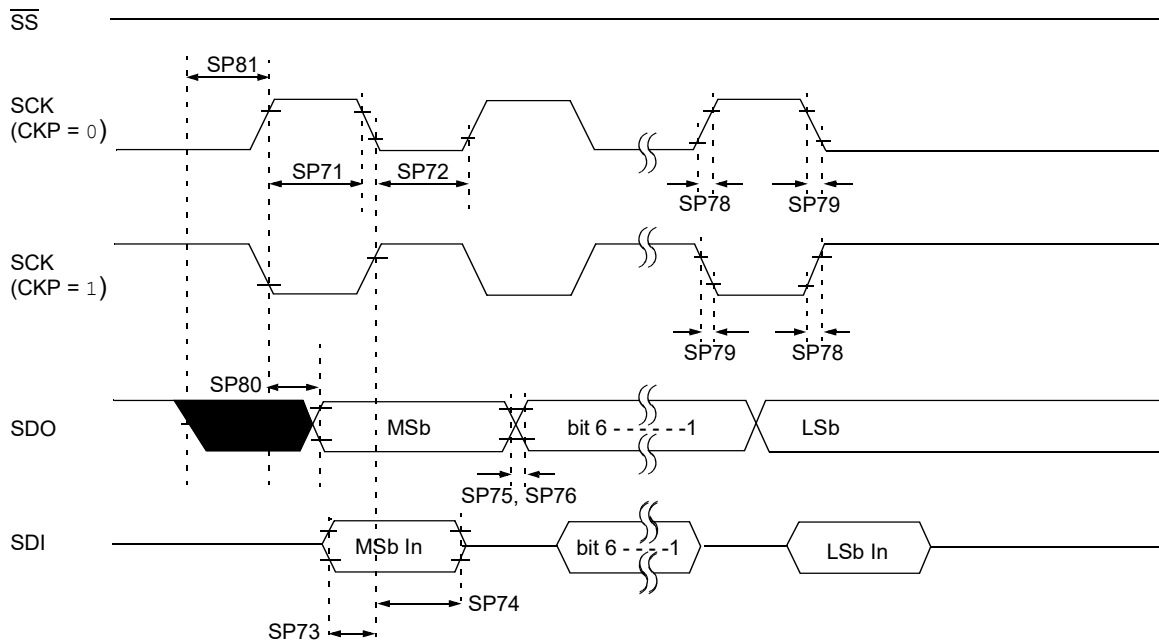 SS
SP81
SCK
(CKP = 0)
SP71
SP72
SP78
SP79
SCK
(CKP = 1)
SP79
SP78
SP80
SDO
MSb
bit 6 - - - - - -1
LSb
SP75, SP76
SDI
MSb In
bit 6 - - - - -1
LSb In
SP74
SP73